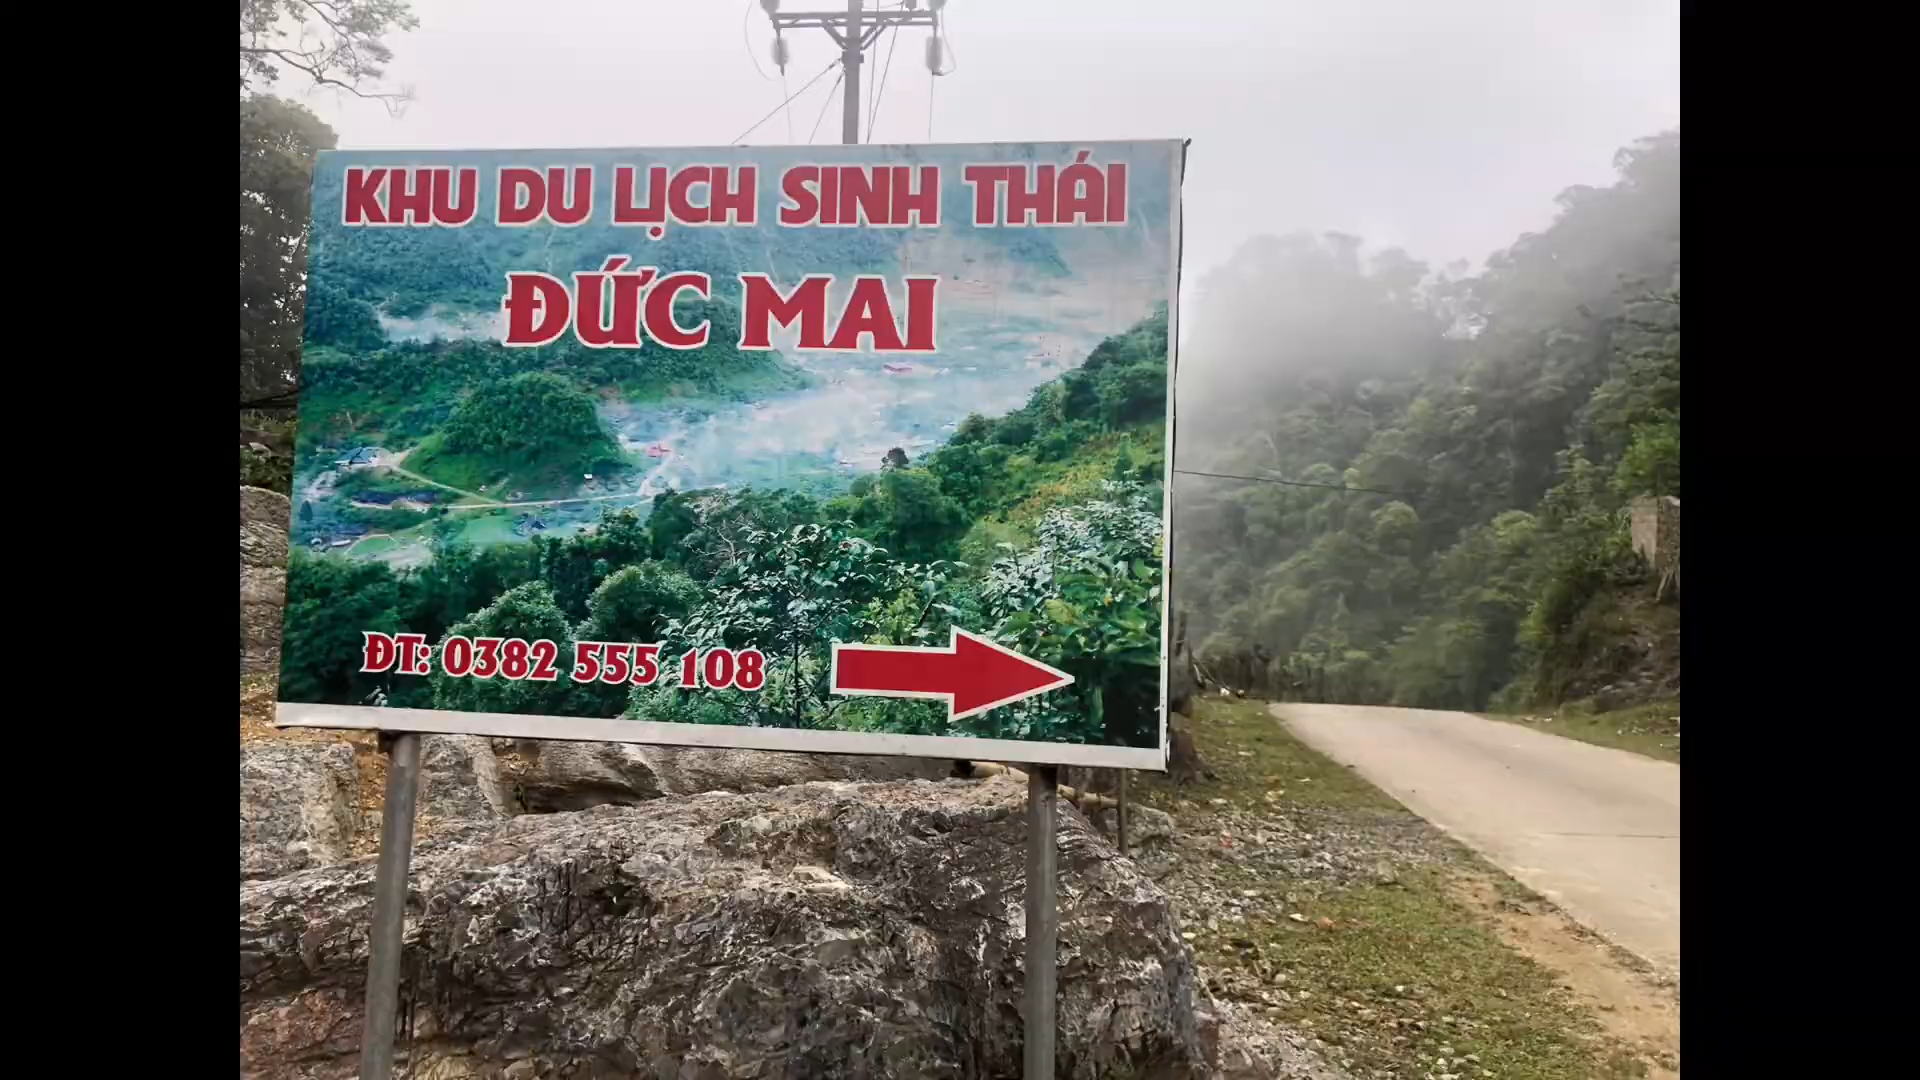 KHU DU LỊCH SINH THÁI
ĐỨC MAI
ĐT: 0382 555 108